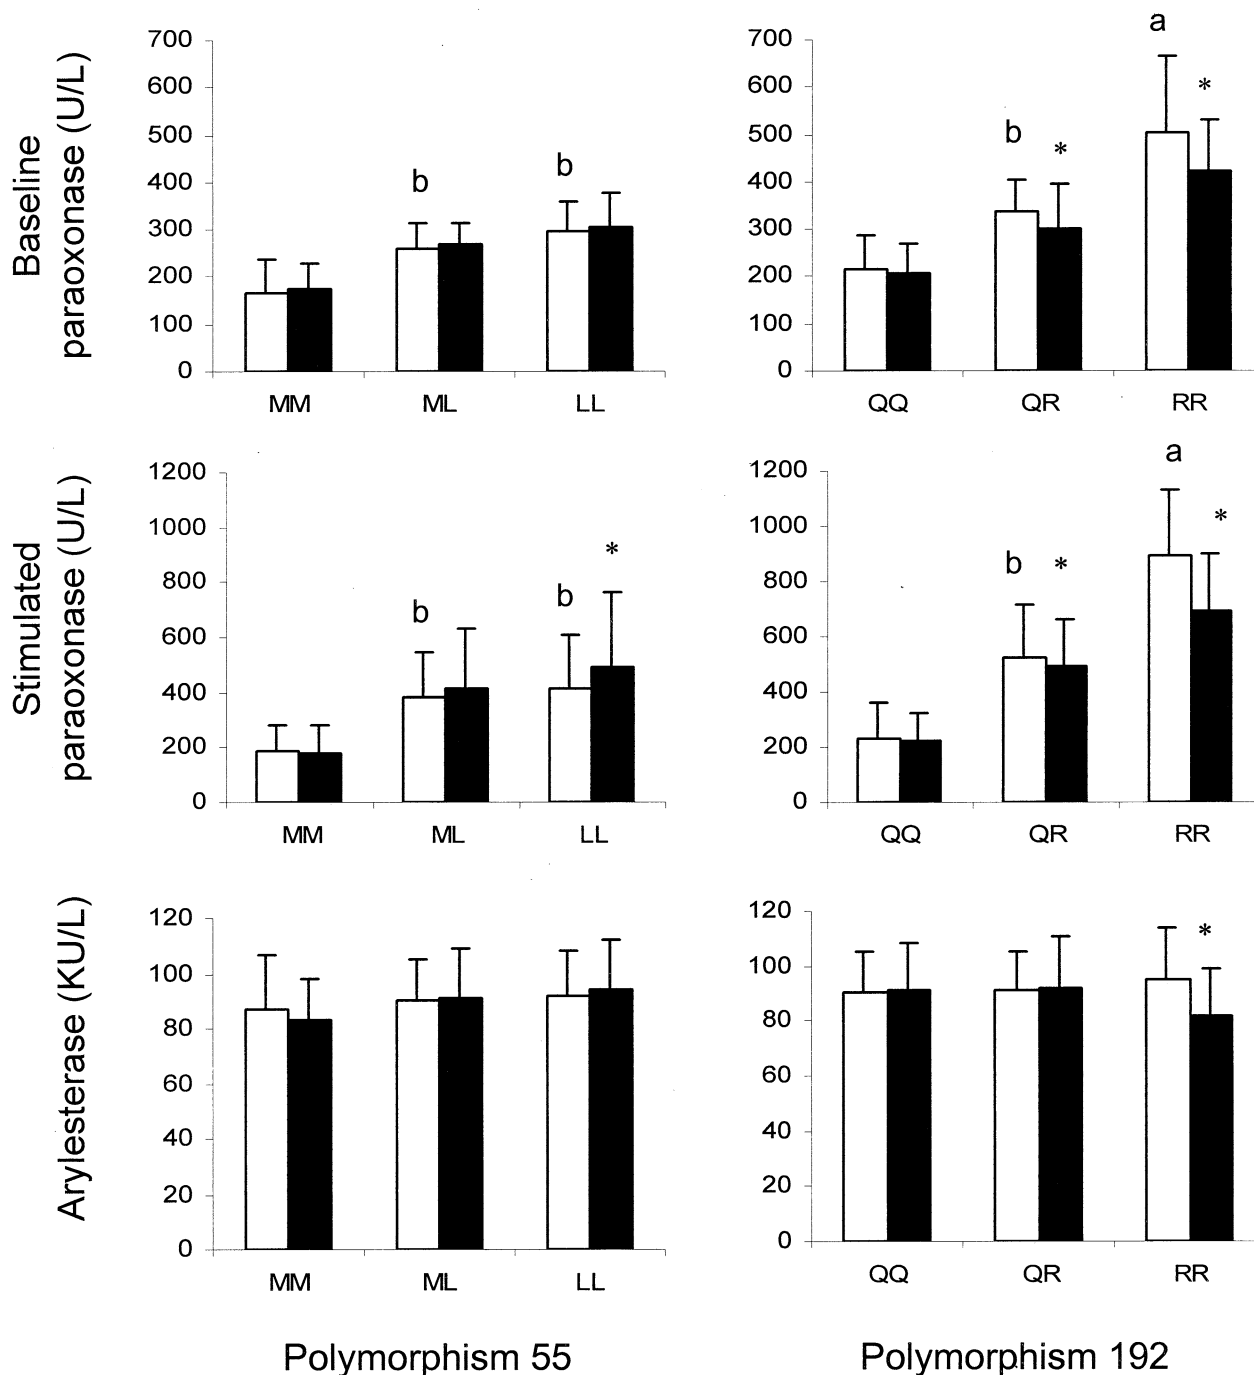 Baseline
paraoxonase (U/L)
700
600
500
400
300
200
100
0
b
b
MM
ML
LL
700
600
500
400
300
200
100
0
b
*
a
*
QQ
QR
RR
Stimulated
paraoxonase (U/L)
1200
1000
800
600
400
200
0
b
b
*
MM
ML
LL
1200
1000
800
600
400
200
0
b
*
a
*
QQ
QR
RR
Arylesterase (KU/L)
120
100
80
60
40
20
0
MM
ML
LL
120
100
80
60
40
20
0
*
QQ
QR
RR
Polymorphism 55
Polymorphism 192